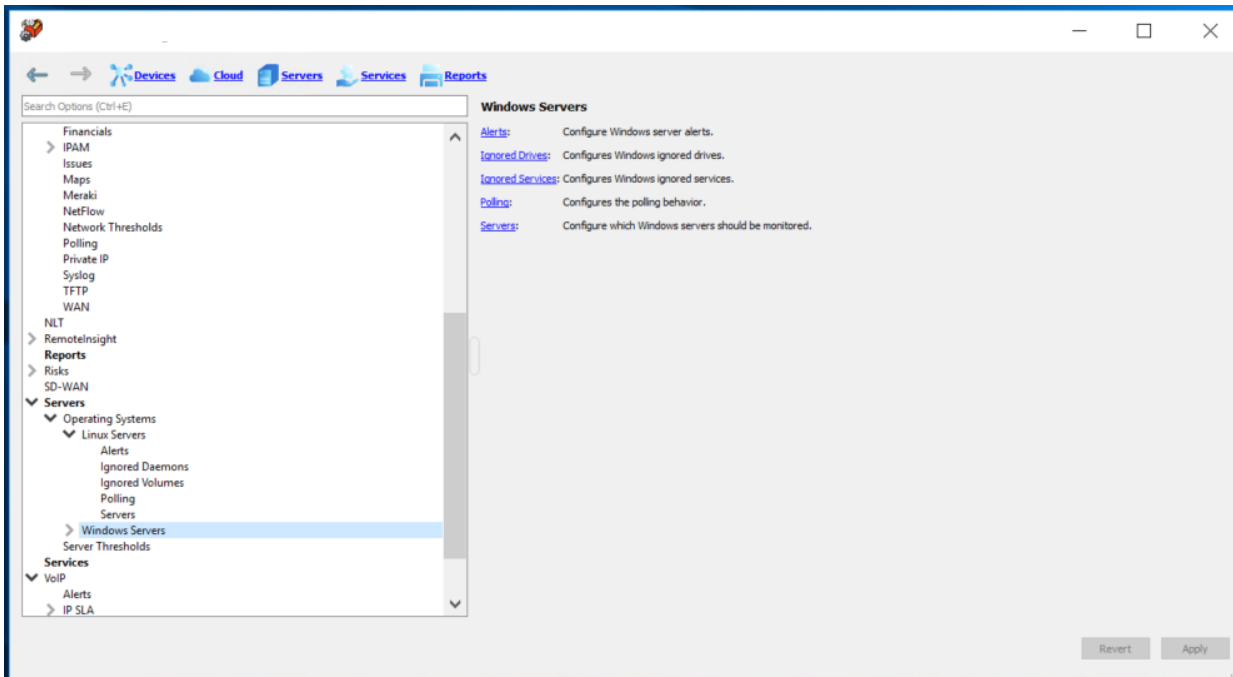 Devices Cloud Servers Services Reports
Search Options (Ctrl+E)
Financials
IPAM
Issues
Maps
Meraki
NetFlow
Network Thresholds
Polling
Private IP
Syslog
TFTP
WAN
NLT
RemoteInsight
Reports
Risks
SD-WAN
Servers
Operating Systems
Linux Servers
Alerts
Ignored Daemons
Ignored Volumes
Polling
Servers
Windows Servers
Server Thresholds
Services
VoIP
Alerts
IP SLA
Windows Servers
Alerts: Configure Windows server alerts.
Ignored Drives: Configures Windows ignored drives.
Ignored Services: Configures Windows ignored services.
Polling: Configures the polling behavior.
Servers: Configure which Windows servers should be monitored.
Revert Apply